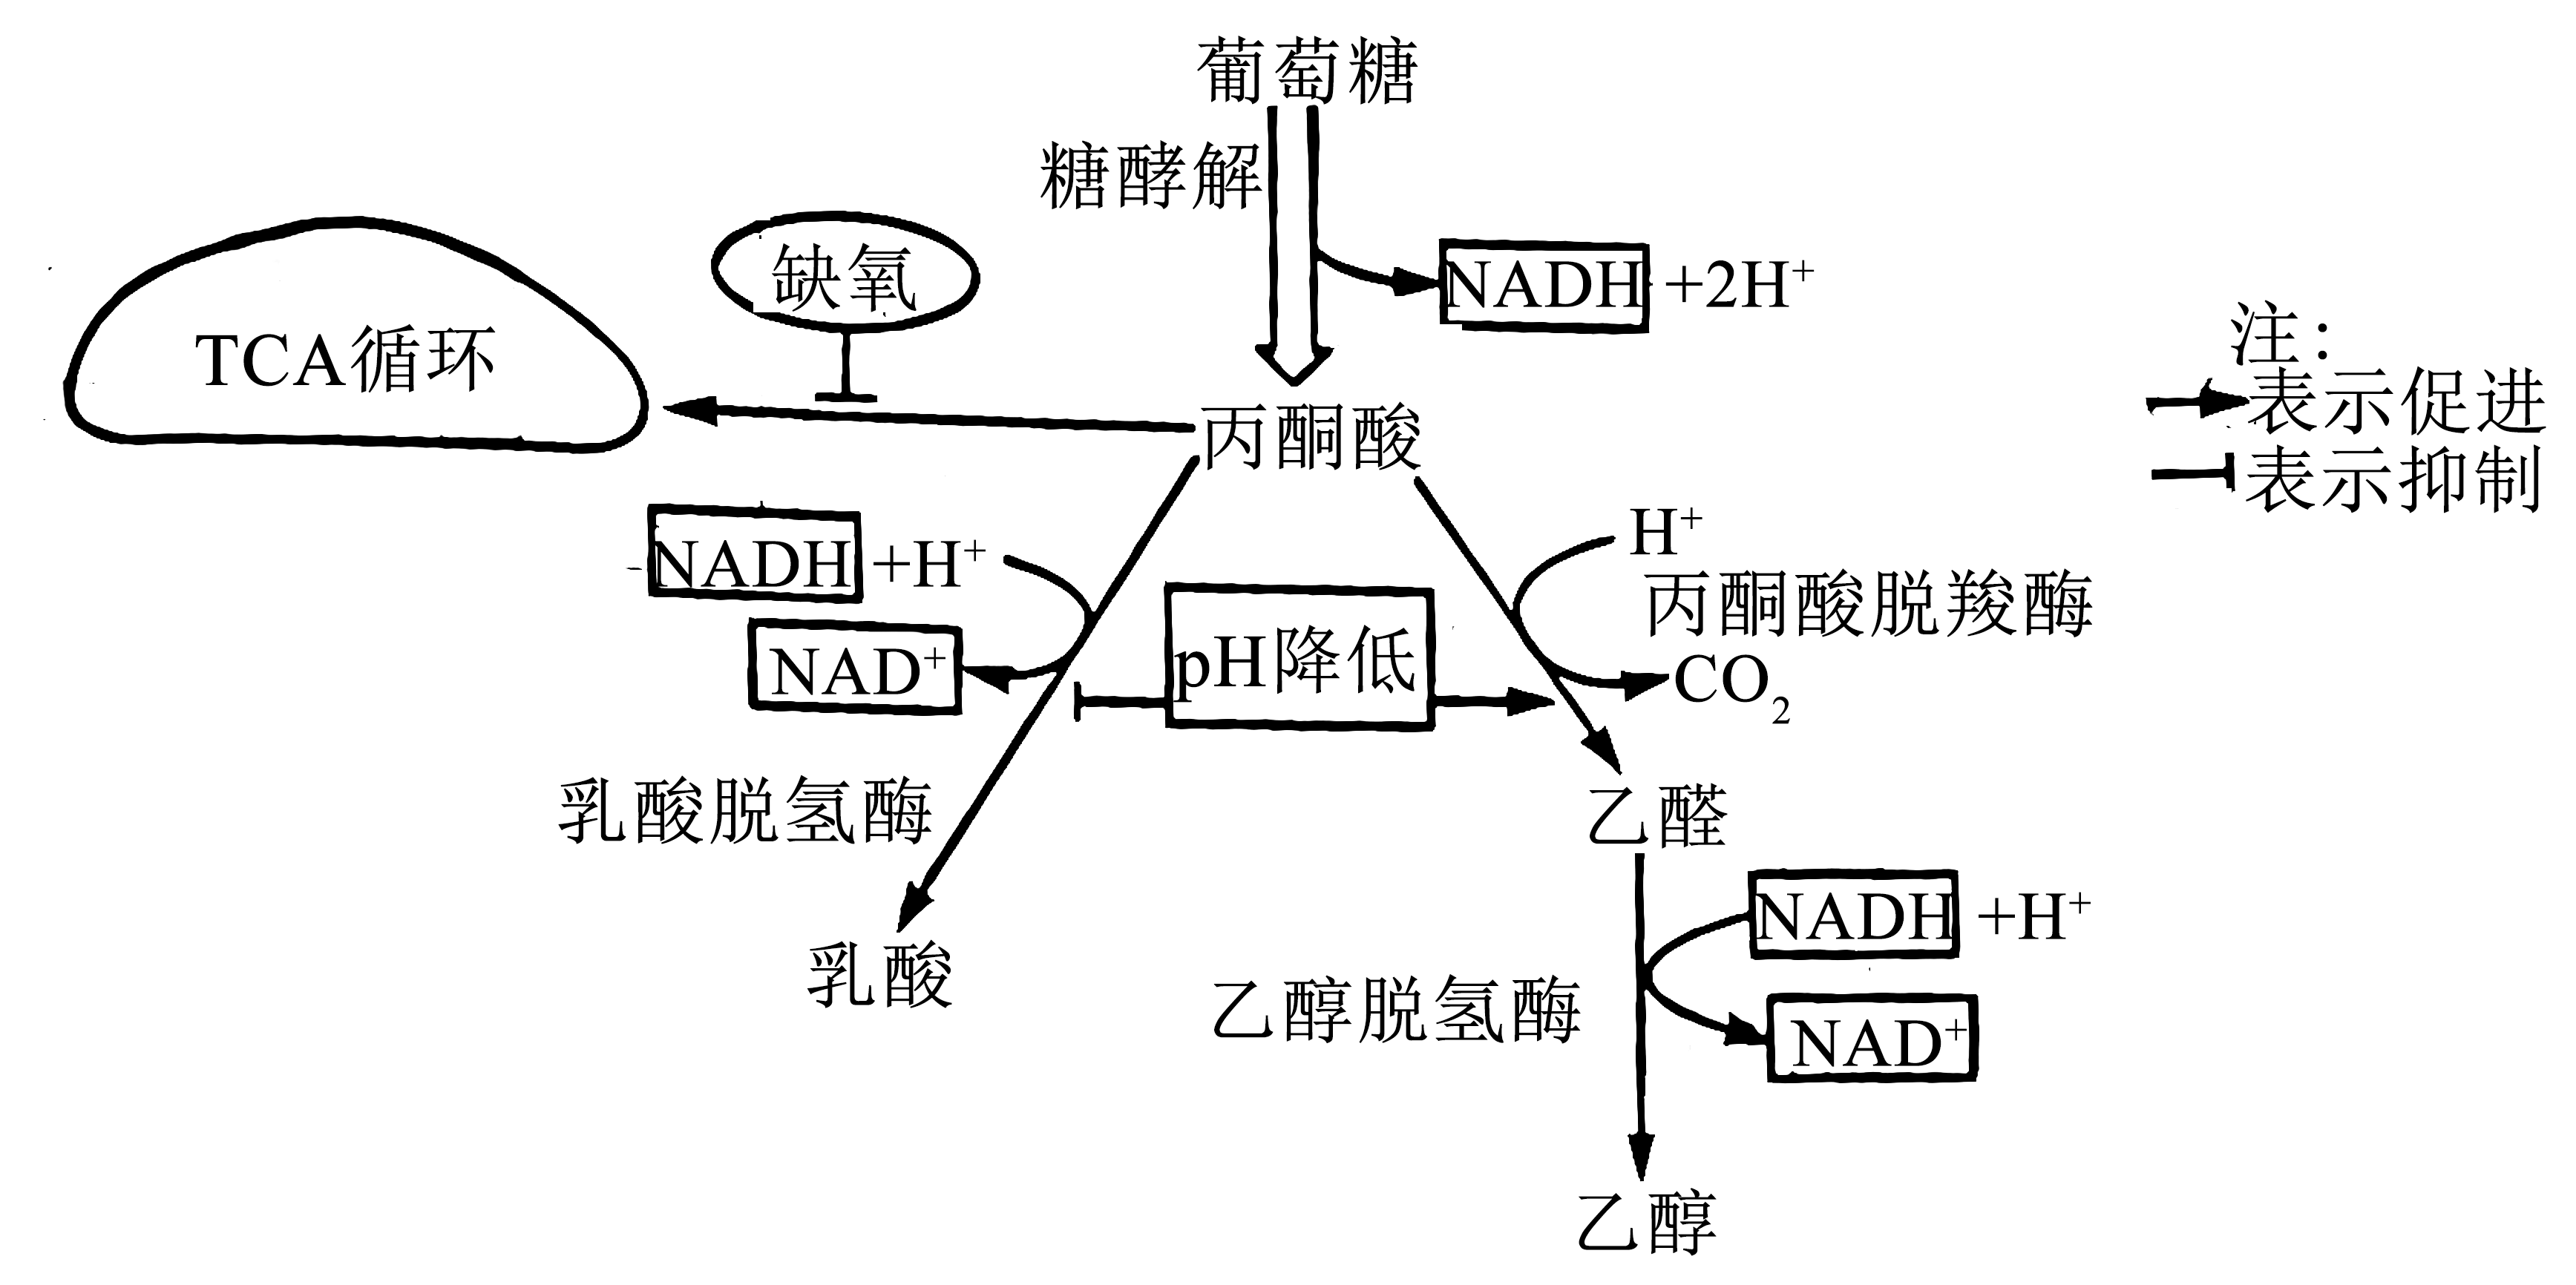 葡萄糖
糖酵解
NADH +2H⁺
缺氧
TCA循环
丙酮酸
注：
表示促进
表示抑制
NADH +H⁺
NAD⁺
pH降低
H⁺
丙酮酸脱羧酶
CO₂
乳酸脱氢酶
乳酸
乙醛
NADH +H⁺
乙醇脱氢酶
NAD⁺
乙醇